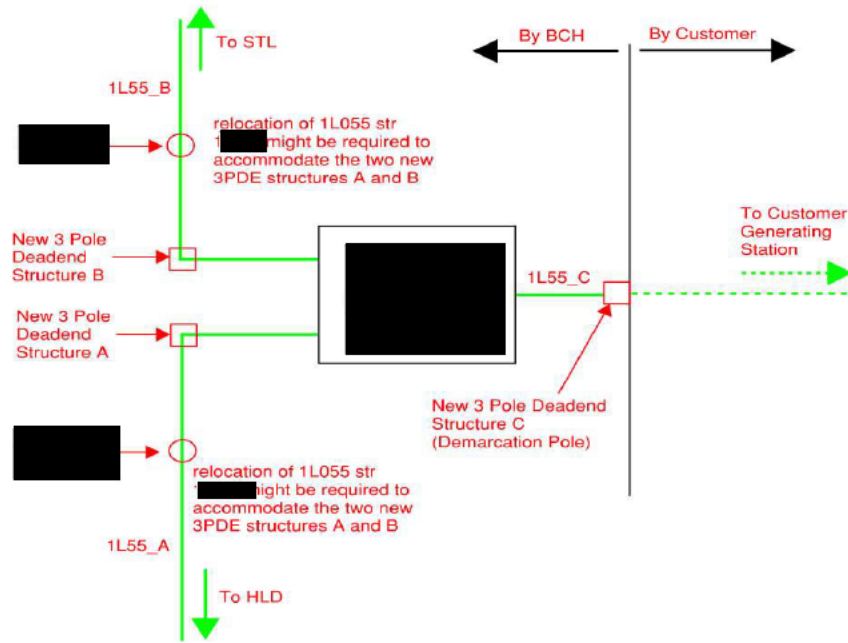 To STL
By BCH
By Customer
1L55_B
relocation of 1L055 str
might be required to
accommodate the two new
3PDE structures A and B
New 3 Pole
Deadend
Structure B
To Customer
Generating
Station
1L55_C
New 3 Pole
Deadend
Structure A
New 3 Pole Deadend
Structure C
(Demarcation Pole)
relocation of 1L055 str
ight be required to
accommodate the two new
3PDE structures A and B
1L55_A
To HLD